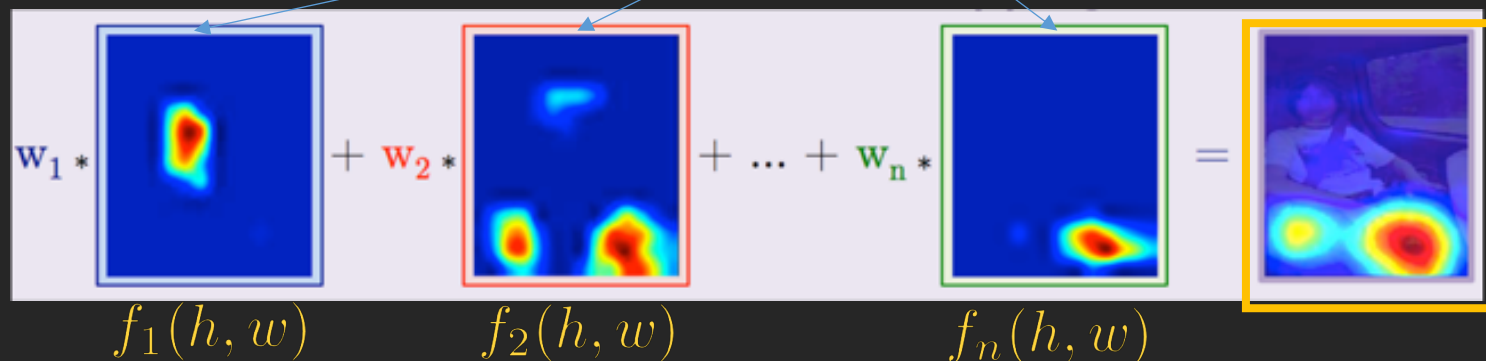 w₁ * + w₂ * + ... + wₙ * =
f₁(h, w) f₂(h, w) fₙ(h, w)